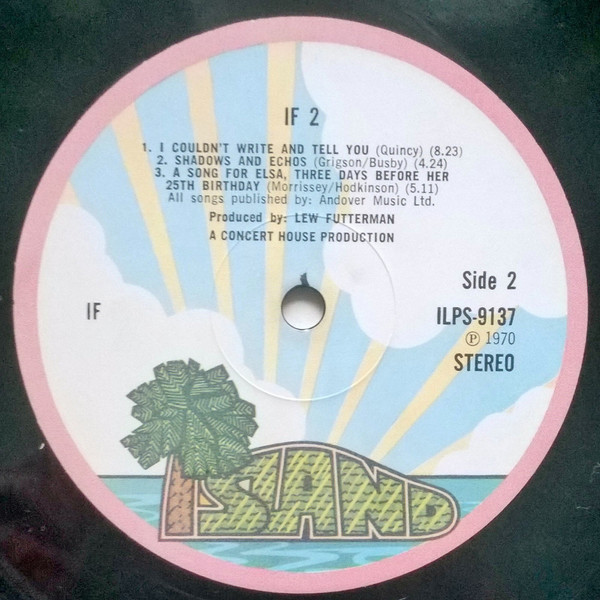 IF 2
1. I COULDN'T WRITE AND TELL YOU (Quincy) (8.23)
2. SHADOWS AND ECHOS (Grigson/Busby) (4.24)
3. A SONG FOR ELSA, THREE DAYS BEFORE HER
25TH BIRTHDAY (Morrissey/Hodkinson) (5.11)
All songs published by: Andover Music Ltd.
Produced by: LEW FUTTERMAN
A CONCERT HOUSE PRODUCTION
Side 2
IF
ILPS-9137
℗ 1970
STEREO
ISLAND